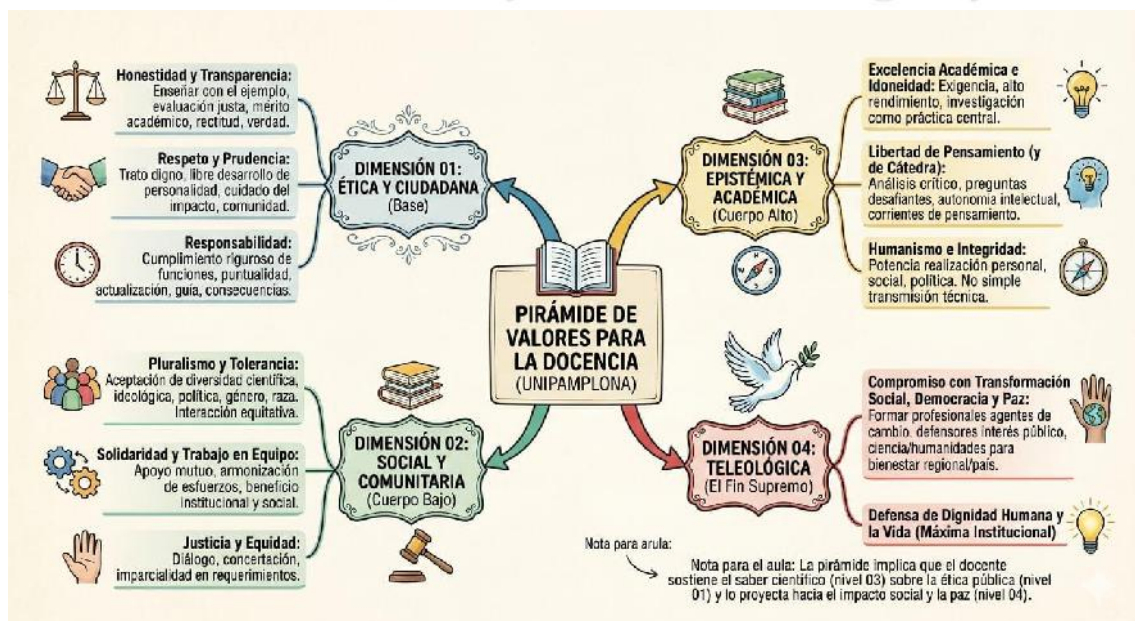 PIRÁMIDE DE
VALORES PARA
LA DOCENCIA
(UNIPAMPLONA)
DIMENSIÓN 01:
ÉTICA Y CIUDADANA
(Base)
Honestidad y Transparencia:
Enseñar con el ejemplo,
evaluación justa, mérito
académico, rectitud, verdad.
Respeto y Prudencia:
Trato digno, libre desarrollo de
personalidad, cuidado del
impacto, comunidad.
Responsabilidad:
Cumplimiento riguroso de
funciones, puntualidad,
actualización, guía, consecuencias.
DIMENSIÓN 02:
SOCIAL Y
COMUNITARIA
(Cuerpo Bajo)
Pluralismo y Tolerancia:
Aceptación de diversidad científica,
ideológica, política, género, raza.
Interacción equitativa.
Solidaridad y Trabajo en Equipo:
Apoyo mutuo, armonización
de esfuerzos, beneficio
institucional y social.
Justicia y Equidad:
Diálogo, concertación,
imparcialidad en requerimientos.
DIMENSIÓN 03:
EPISTÉMICA Y
ACADÉMICA
(Cuerpo Alto)
Excelencia Académica e
Idoneidad: Exigencia, alto
rendimiento, investigación
como práctica central.
Libertad de Pensamiento (y
de Cátedra):
Análisis crítico, preguntas
desafiantes, autonomía intelectual,
corrientes de pensamiento.
Humanismo e Integridad:
Potencia realización personal,
social, política. No simple
transmisión técnica.
DIMENSIÓN 04:
TELEOLÓGICA
(El Fin Supremo)
Compromiso con Transformación
Social, Democracia y Paz:
Formar profesionales agentes de
cambio. defensores interés público,
ciencia/humanidades para
bienestar regional/país.
Defensa de Dignidad Humana y
la Vida (Máxima Institucional)
Nota para arula:
Nota para el aula: La pirámide implica que el docente
sostiene el saber científico (nivel 03) sobre la ética pública (nivel
01) y lo proyecta hacia el impacto social y la paz (nivel 04).